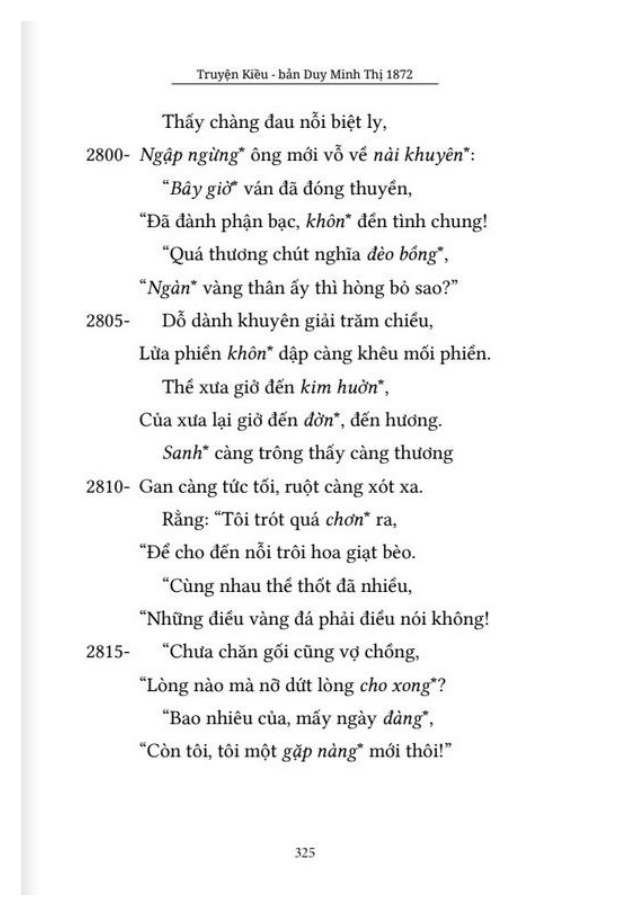 Truyện Kiều - bản Duy Minh Thị 1872
Thấy chàng đau nỗi biệt ly,
2800- Ngập ngừng* ông mới vỗ về nài khuyên*:
“Bây giờ* ván đã đóng thuyền,
“Đã đành phận bạc, khôn* đền tình chung!
“Quá thương chút nghĩa đèo bồng*,
“Ngàn* vàng thân ấy thì hòng bỏ sao?”
2805- Dỗ dành khuyên giải trăm chiều,
Lửa phiền khôn* dập càng khêu mối phiền.
Thề xưa giở đến kim huờn*,
Của xưa lại giở đến đờn*, đến hương.
Sanh* càng trông thấy càng thương
2810- Gan càng tức tối, ruột càng xót xa.
Rằng: “Tôi trót quá chơn* ra,
“Để cho đến nỗi trôi hoa giạt bèo.
“Cùng nhau thề thốt đã nhiều,
“Những điều vàng đá phải điều nói không!
2815- “Chưa chăn gối cũng vợ chồng,
“Lòng nào mà nỡ dứt lòng cho xong*?
“Bao nhiêu của, mấy ngày đàng*,
“Còn tôi, tôi một gặp nàng* mới thôi!”
325